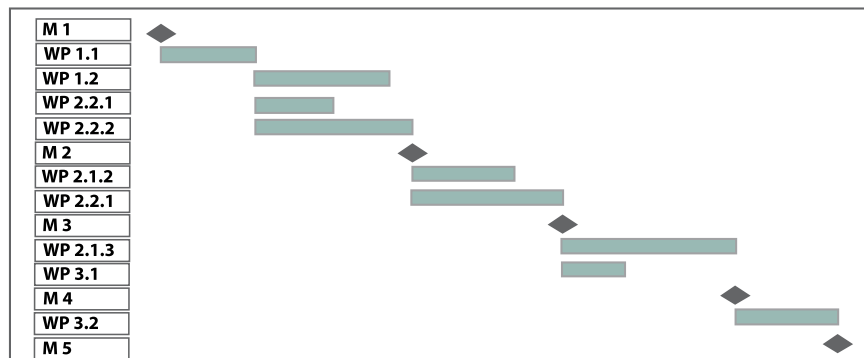 M 1
WP 1.1
WP 1.2
WP 2.2.1
WP 2.2.2
M 2
WP 2.1.2
WP 2.2.1
M 3
WP 2.1.3
WP 3.1
M 4
WP 3.2
M 5